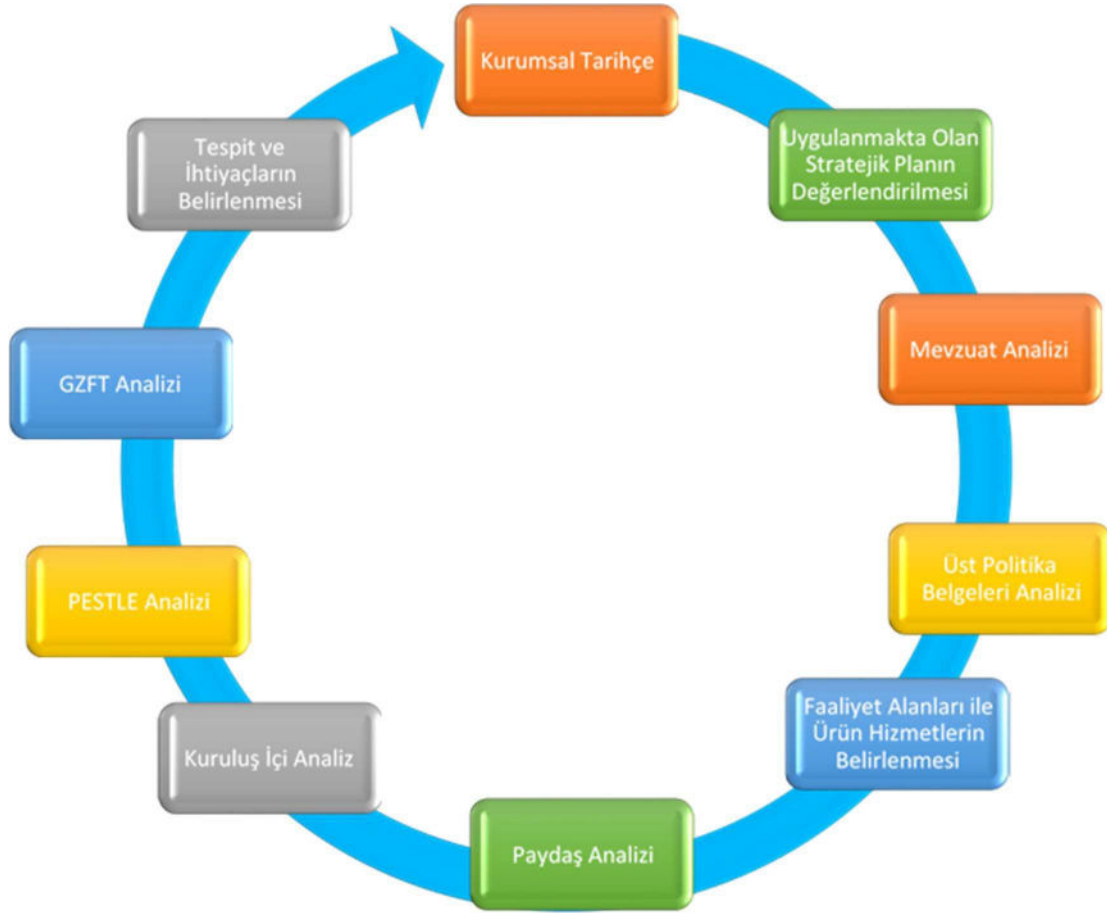 Kurumsal Tarihçe
Uygulanmakta Olan
Stratejik Planın
Değerlendirilmesi
Mevzuat Analizi
Üst Politika
Belgeleri Analizi
Faaliyet Alanları ile
Ürün Hizmetlerin
Belirlenmesi
Paydaş Analizi
Kuruluş İçi Analiz
PESTLE Analizi
GZFT Analizi
Tespit ve
İhtiyaçların
Belirlenmesi